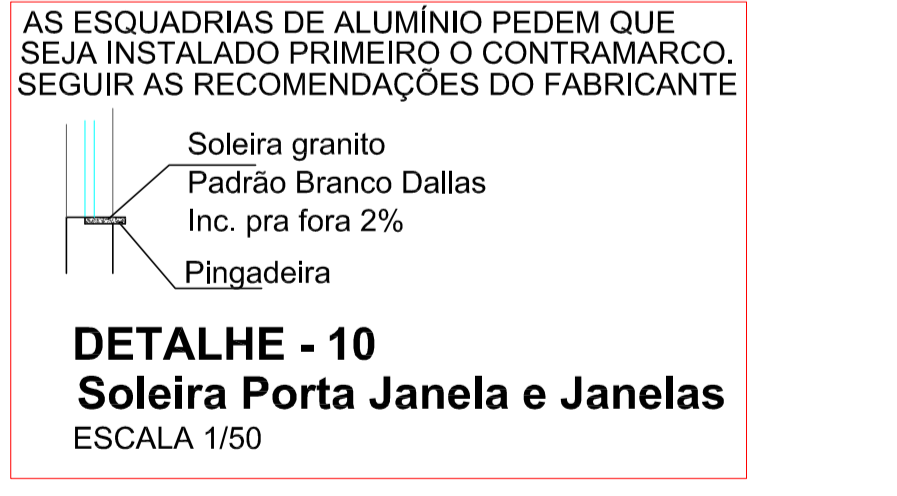 AS ESQUADRIAS DE ALUMÍNIO PEDEM QUE
SEJA INSTALADO PRIMEIRO O CONTRAMARCO.
SEGUIR AS RECOMENDAÇÕES DO FABRICANTE
Soleira granito
Padrão Branco Dallas
Inc. pra fora 2%
Pingadeira
DETALHE - 10
Soleira Porta Janela e Janelas
ESCALA 1/50